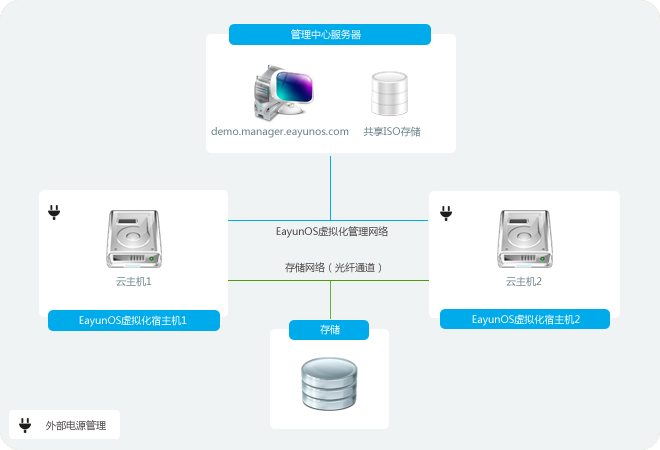 管理中心服务器
demo.manager.eayunos.com
共享ISO存储
EayunOS虚拟化管理网络
存储网络（光纤通道）
云主机1
云主机2
EayunOS虚拟化宿主机1
EayunOS虚拟化宿主机2
存储
外部电源管理